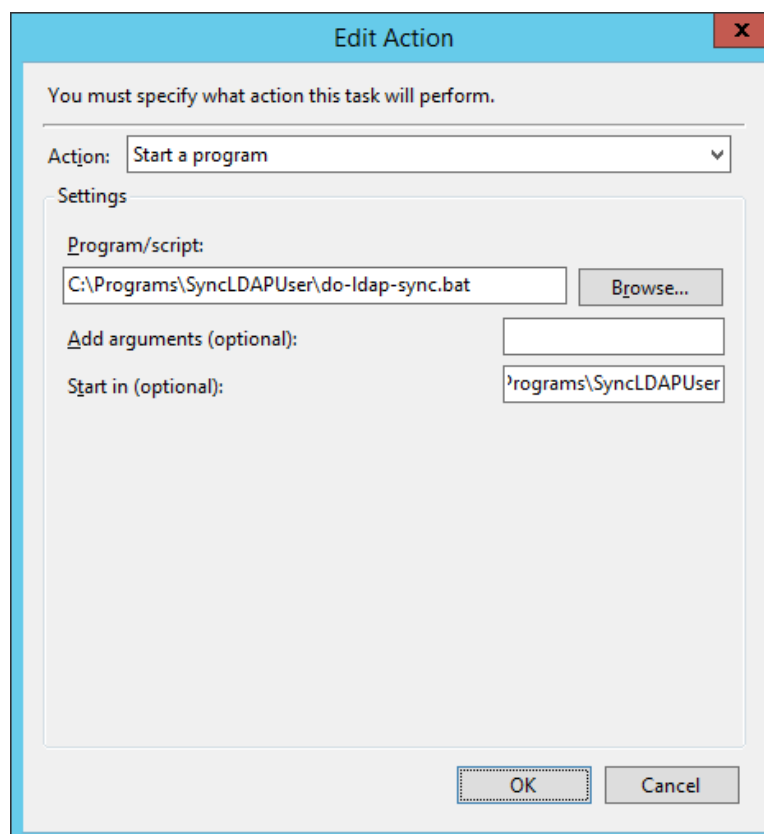 Edit Action
x
You must specify what action this task will perform.
Action: Start a program
Settings
Program/script:
C:\Programs\SyncLDAPUser\do-ldap-sync.bat Browse...
Add arguments (optional):
Start in (optional): Programs\SyncLDAPUser
OK Cancel